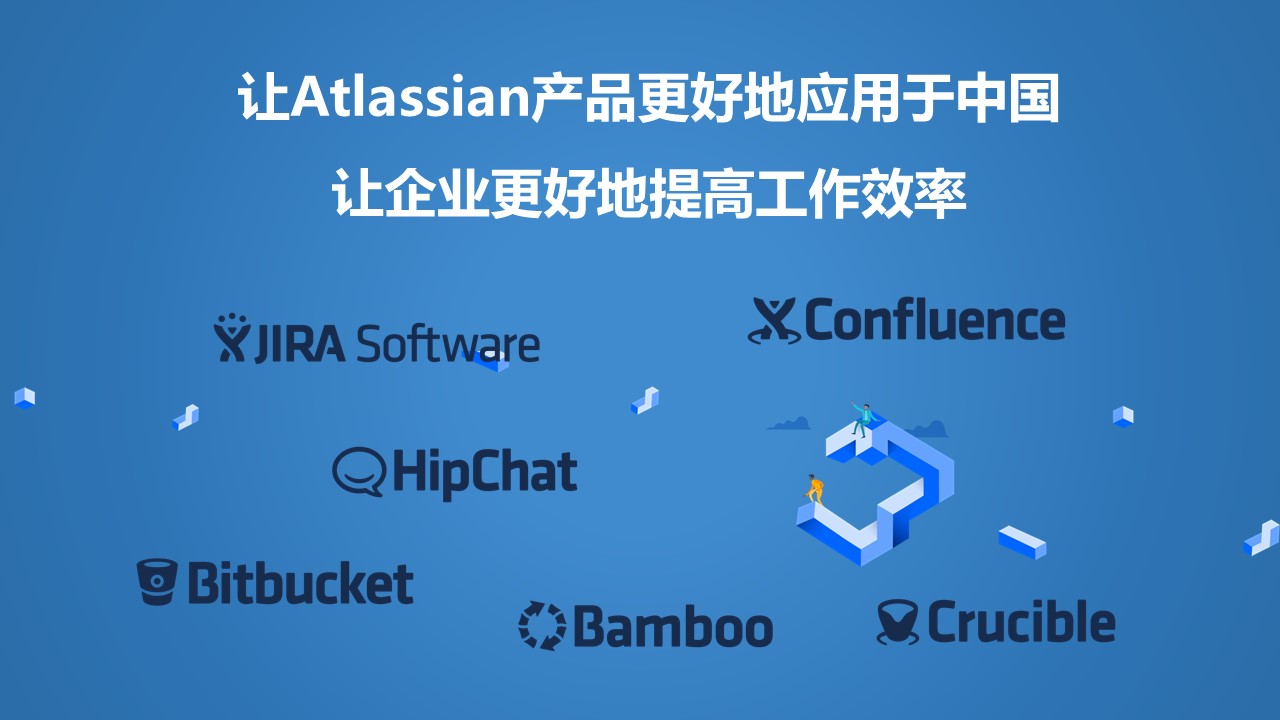 让Atlassian产品更好地应用于中国
让企业更好地提高工作效率
JIRA Software
Confluence
HipChat
Bitbucket
Bamboo
Crucible